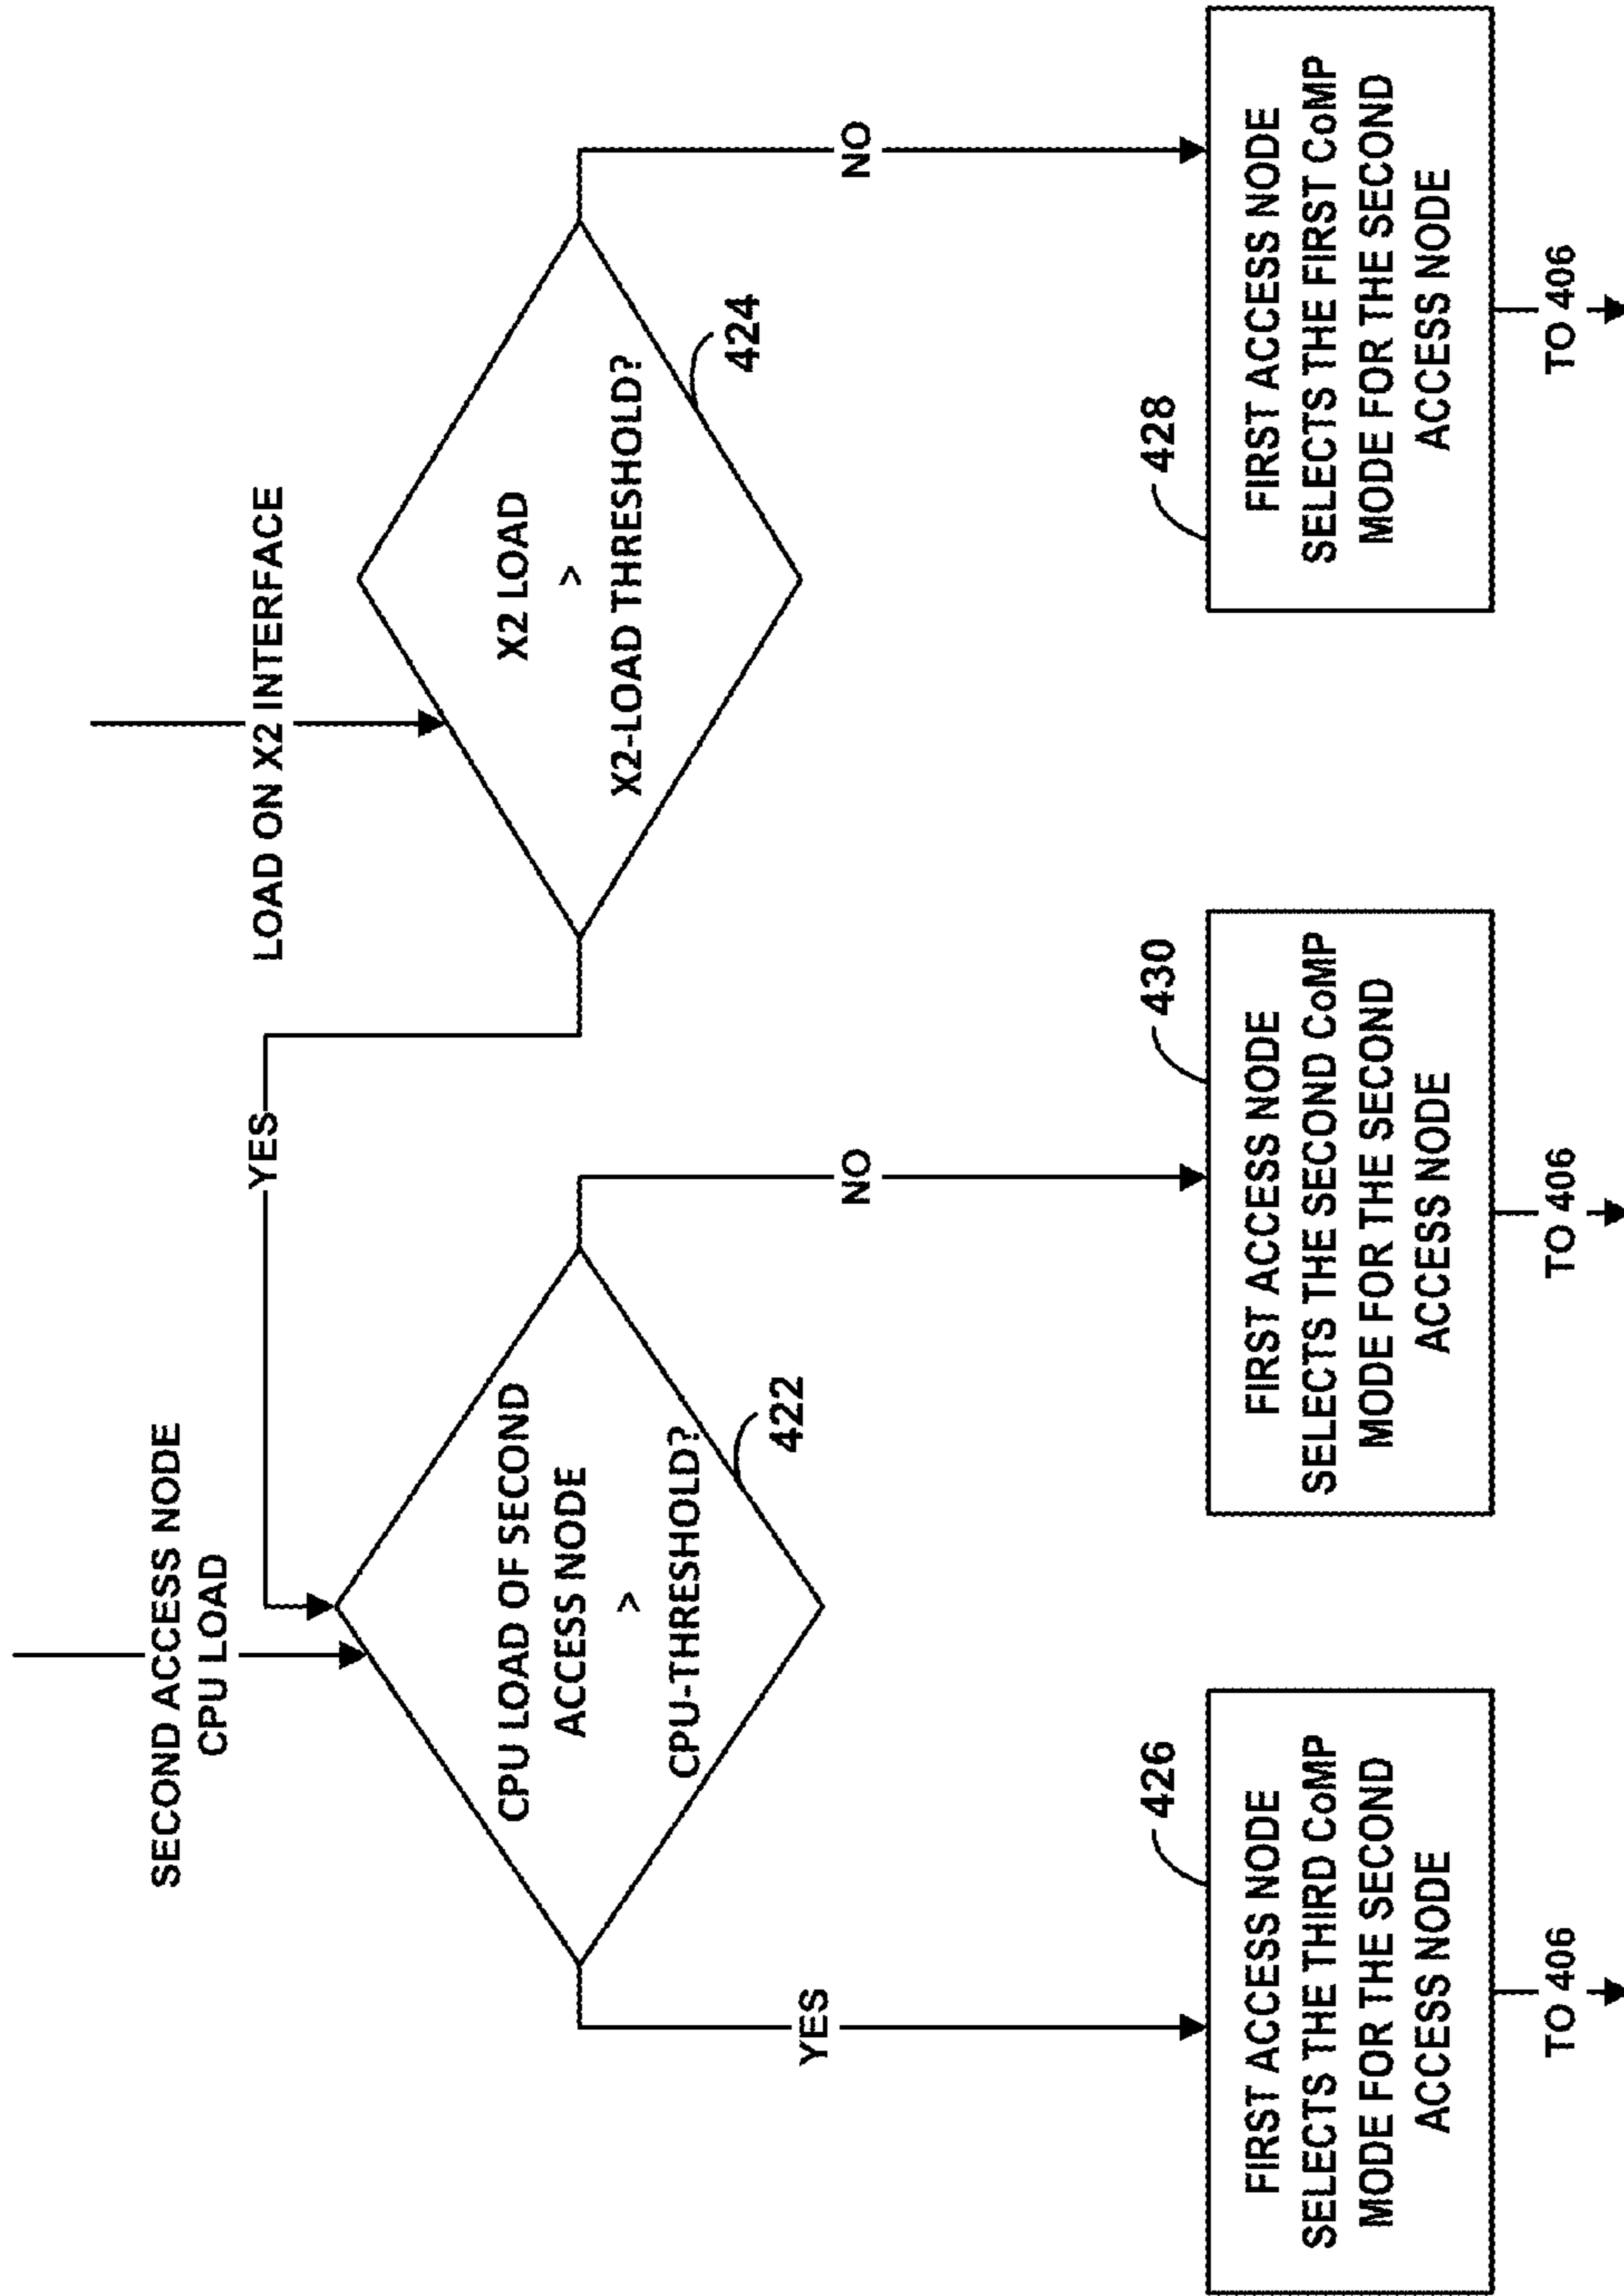 SECOND ACCESS NODE
CPU LOAD
YES
LOAD ON X2 INTERFACE
CPU LOAD OF SECOND
ACCESS NODE
>
CPU-THRESHOLD?
422
X2 LOAD
>
X2-LOAD THRESHOLD?
424
YES
NO
NO
426
FIRST ACCESS NODE
SELECTS THE THIRD CoMP
MODE FOR THE SECOND
ACCESS NODE
430
FIRST ACCESS NODE
SELECTS THE SECOND CoMP
MODE FOR THE SECOND
ACCESS NODE
428
FIRST ACCESS NODE
SELECTS THE FIRST CoMP
MODE FOR THE SECOND
ACCESS NODE
TO 406
TO 406
TO 406